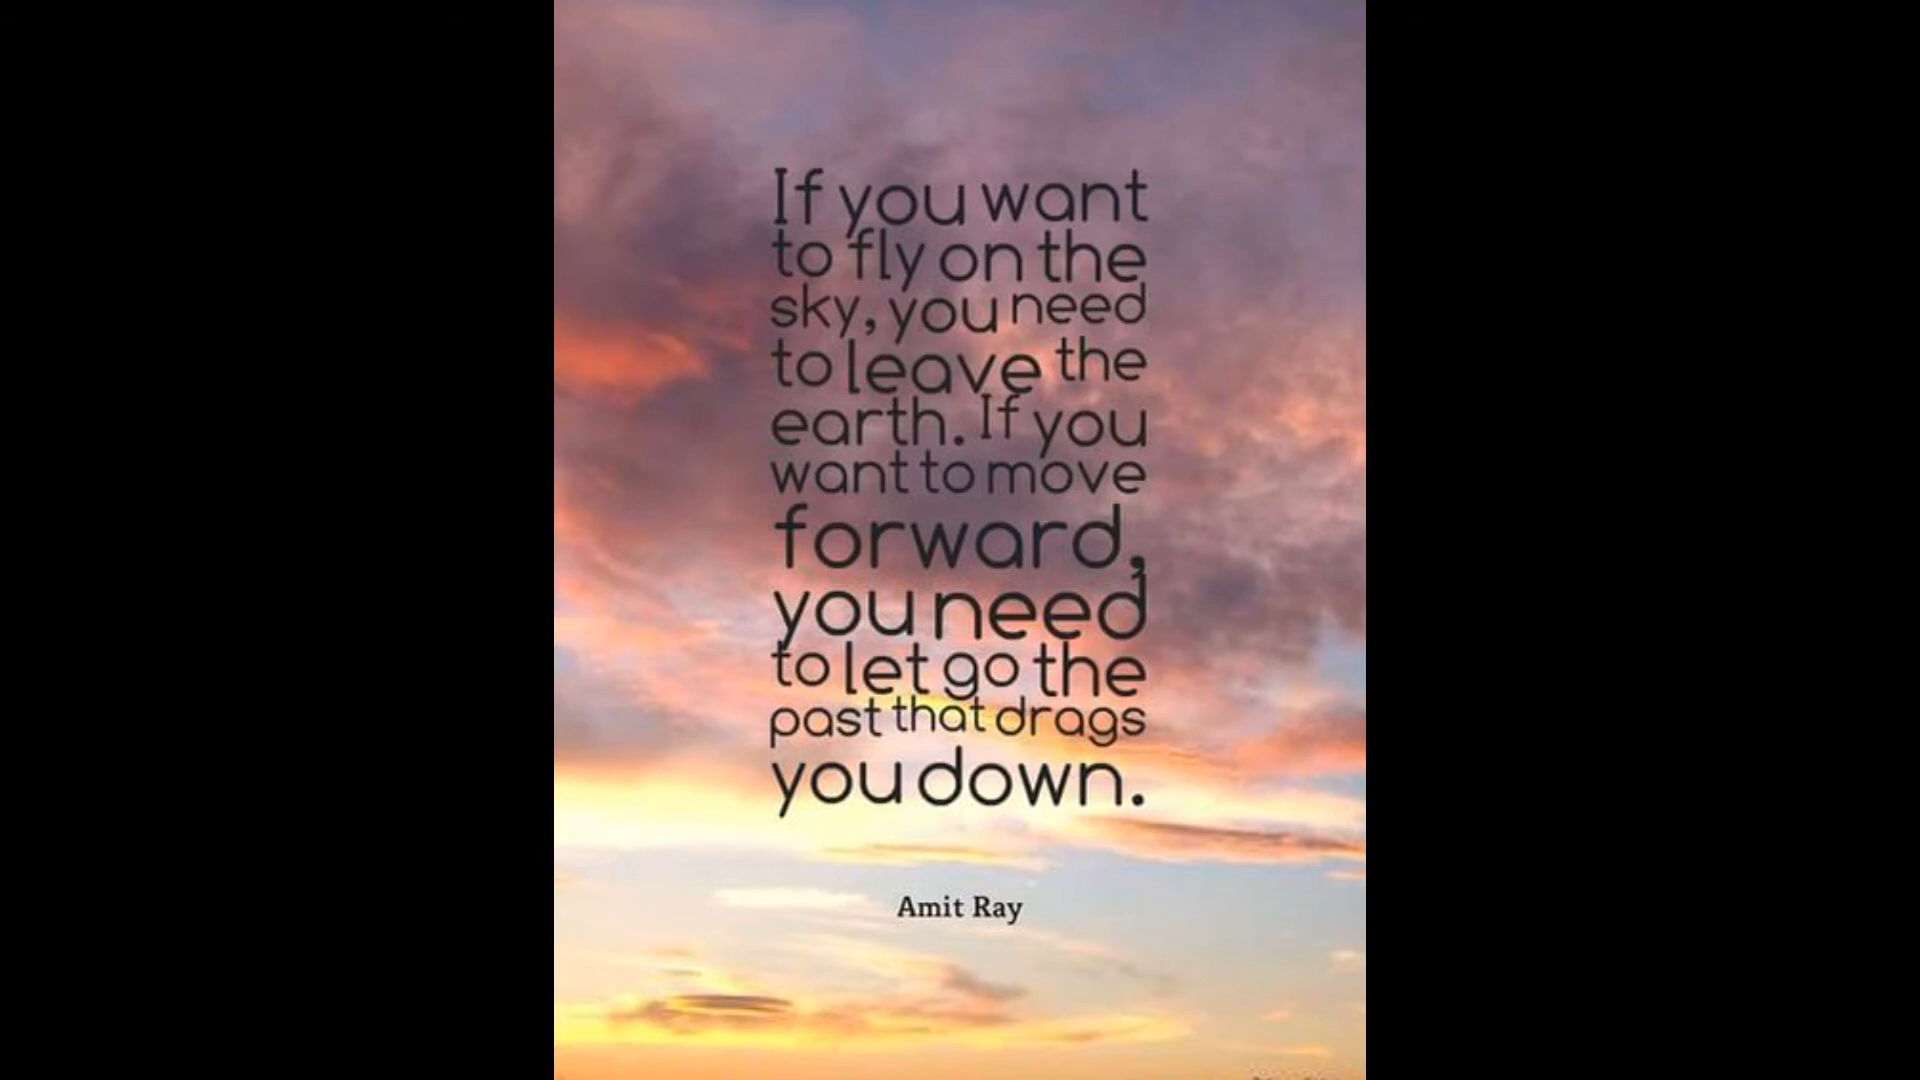 If you want
to fly on the
sky, you need
to leave the
earth. If you
want to move
forward,
you need
to let go the
past that drags
you down.
Amit Ray